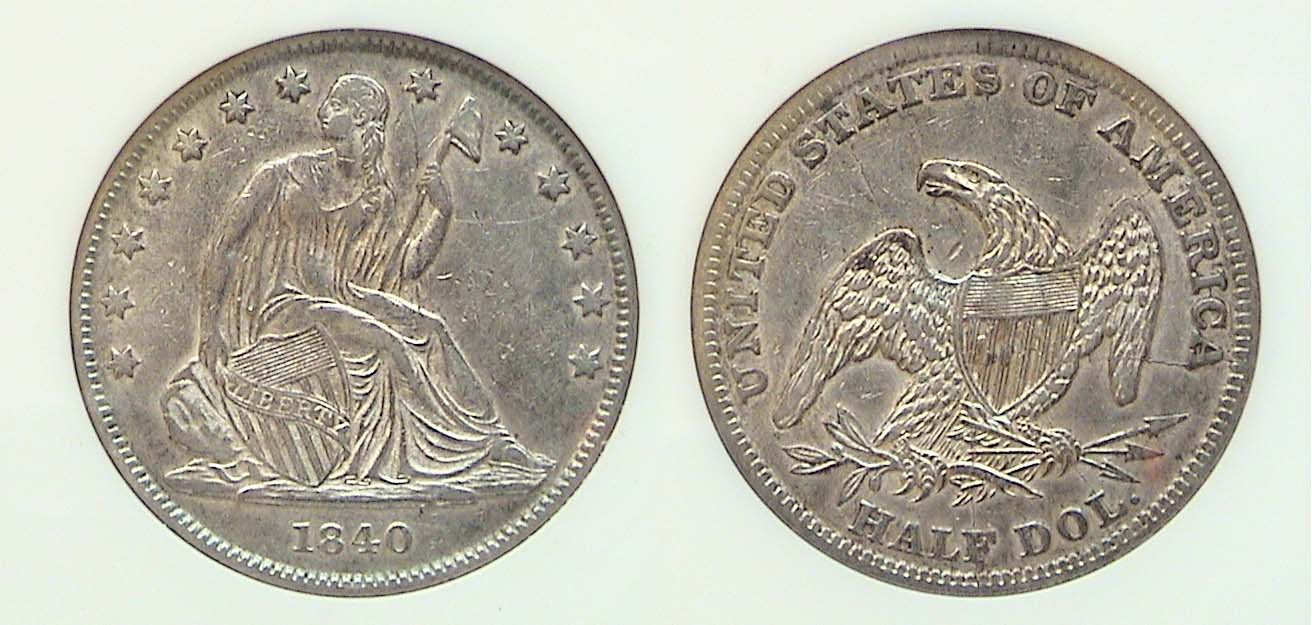 LIBERTY
1840
UNITED STATES OF AMERICA
HALF DOL.